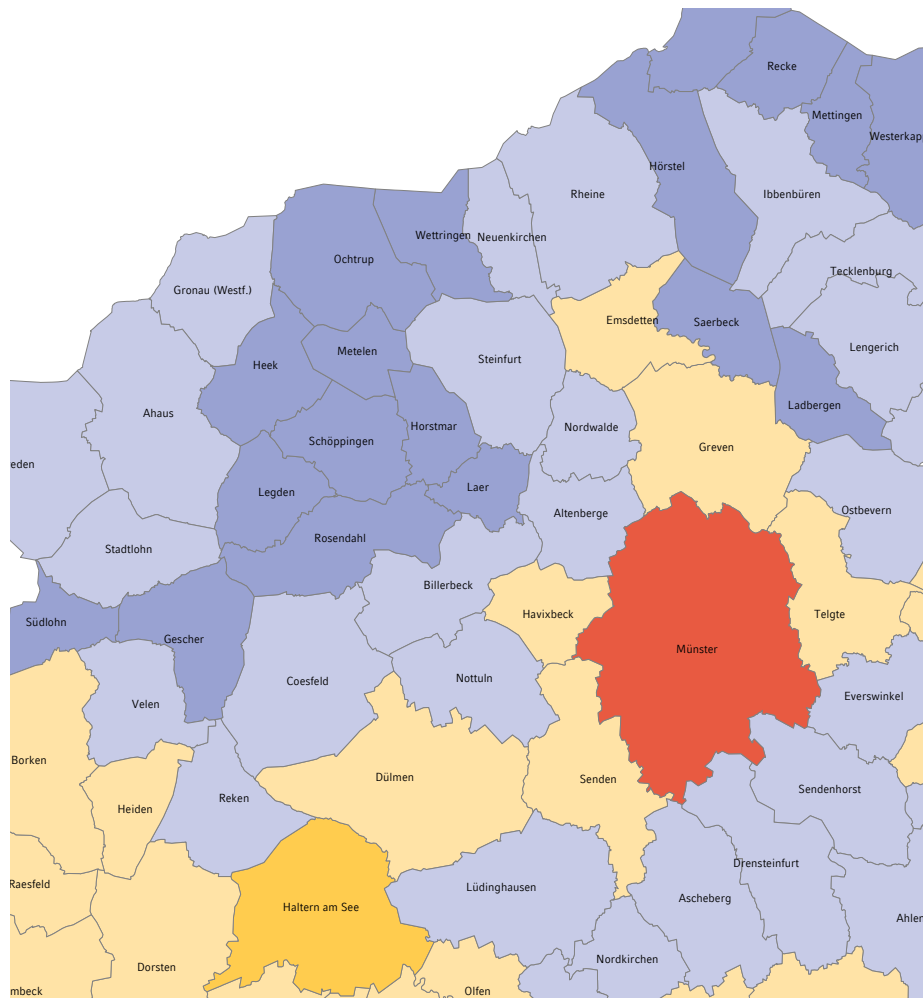 Recke
Mettingen
Westerkap
Hörstel
Rheine
Ibbenbüren
Wettringen
Neuenkirchen
Ochtrup
Tecklenburg
Gronau (Westf.)
Emsdetten
Saerbeck
Lengerich
Metelen
Steinfurt
Heek
Ladbergen
Ahaus
Horstmar
Nordwalde
Schöppingen
Greven
eden
Laer
Legden
Ostbevern
Altenberge
Rosendahl
Stadtlohn
Billerbeck
Havixbeck
Telgte
Südlohn
Gescher
Münster
Nottuln
Coesfeld
Everswinkel
Velen
Borken
Dülmen
Senden
Sendenhorst
Reken
Heiden
Drensteinfurt
Raesfeld
Lüdinghausen
Ascheberg
Haltern am See
Ahlen
Nordkirchen
Dorsten
mbeck
Olfen